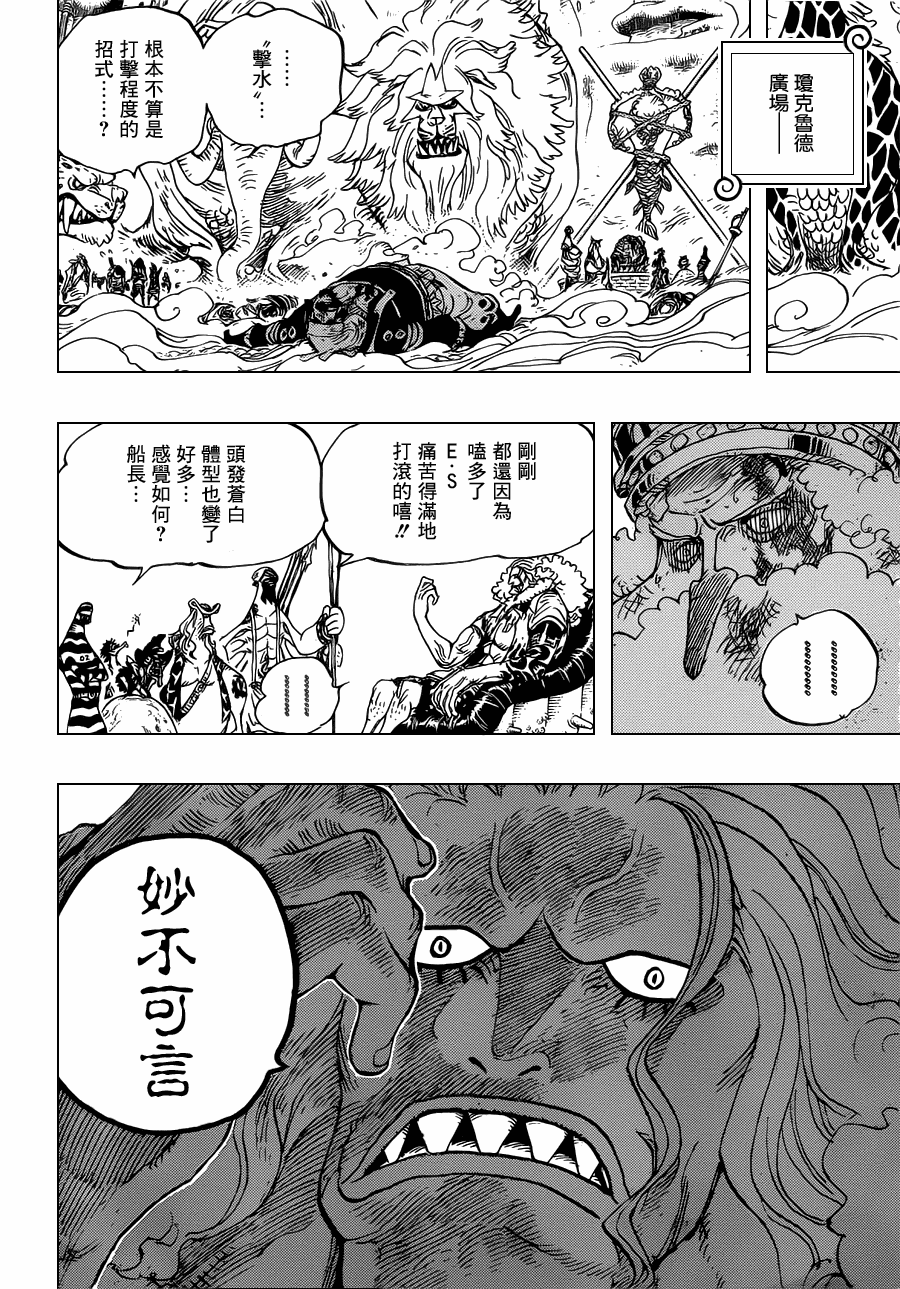 瓊克魯德
廣場——
……
〝擊水〞…
根本不算是
打擊程度的
招式……?
………………
………………
剛剛
都還因為
嗑多了
E・S
痛苦得滿地
打滾的嘻!!
頭發蒼白
體型也變了
好多…
感覺如何?
船長…
………………
………………
妙不可言